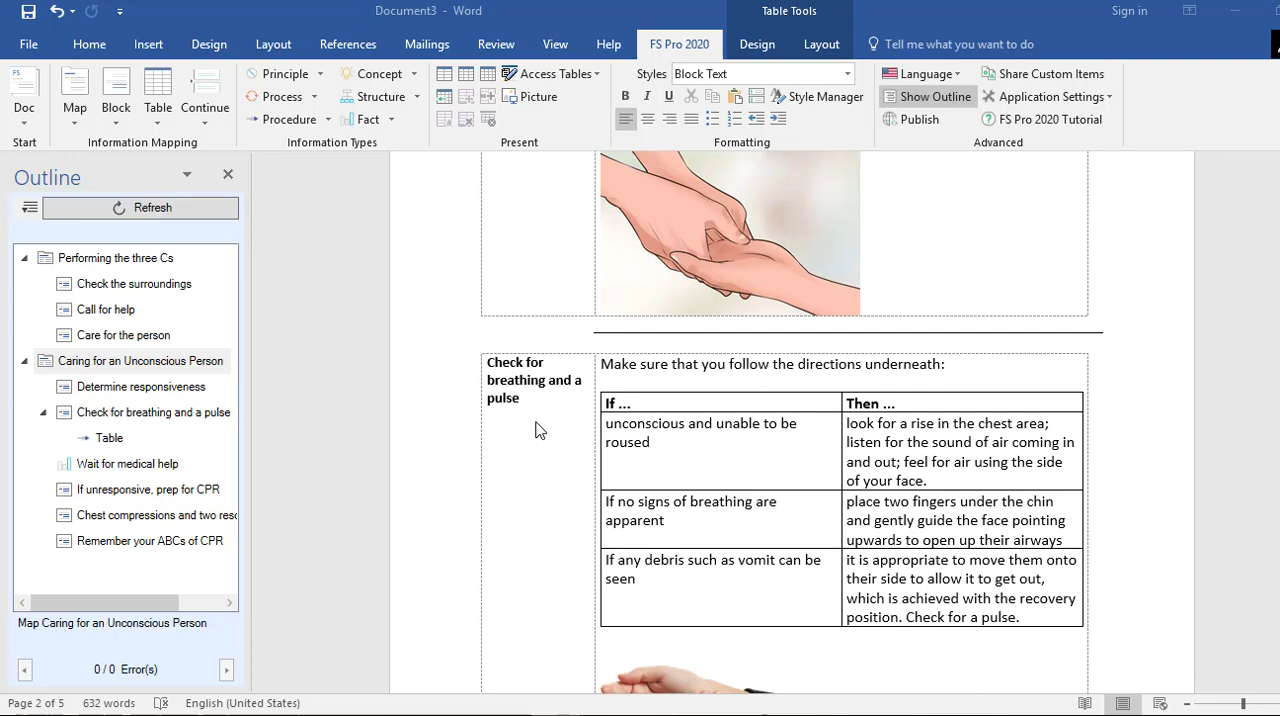 Document3 - Word
Table Tools
Sign in
File
Home
Insert
Design
Layout
References
Mailings
Review
View
Help
FS Pro 2020
Design
Layout
Tell me what you want to do
FS
Doc
Start
Map
Block
Table
Continue
Information Mapping
Principle
Concept
Process
Structure
Procedure
Fact
Information Types
Access Tables
Picture
Present
Styles
Block Text
B I U
Style Manager
Formatting
Language
Share Custom Items
Show Outline
Application Settings
Publish
FS Pro 2020 Tutorial
Advanced
Outline
Refresh
Performing the three Cs
Check the surroundings
Call for help
Care for the person
Caring for an Unconscious Person
Determine responsiveness
Check for breathing and a pulse
Table
Wait for medical help
If unresponsive, prep for CPR
Chest compressions and two resc
Remember your ABCs of CPR
Map Caring for an Unconscious Person
0 / 0 Error(s)
Check for
breathing and a
pulse
Make sure that you follow the directions underneath:
If ...
Then ...
unconscious and unable to be
roused
look for a rise in the chest area;
listen for the sound of air coming in
and out; feel for air using the side
of your face.
If no signs of breathing are
apparent
place two fingers under the chin
and gently guide the face pointing
upwards to open up their airways
If any debris such as vomit can be
seen
it is appropriate to move them onto
their side to allow it to get out,
which is achieved with the recovery
position. Check for a pulse.
Page 2 of 5
632 words
English (United States)